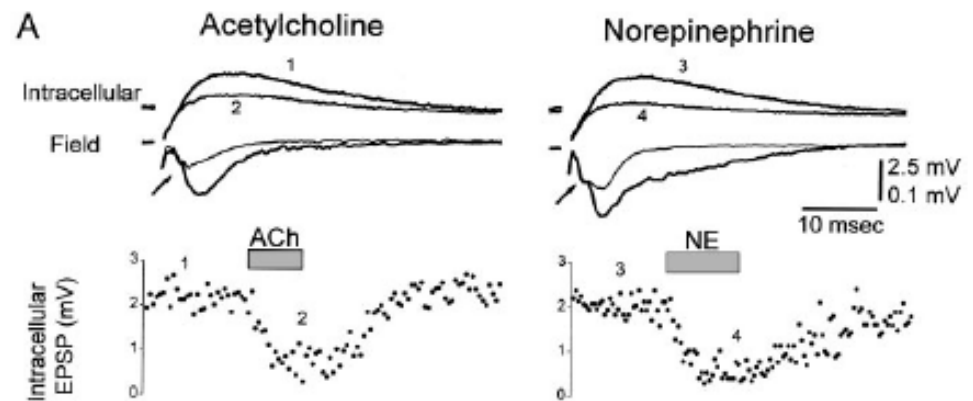 A
Acetylcholine
Norepinephrine
Intracellular
1
2
3
4
Field
2.5 mV
0.1 mV
10 msec
ACh
NE
Intracellular
EPSP (mV)
3
2
1
0
1
2
3
2
1
0
3
4